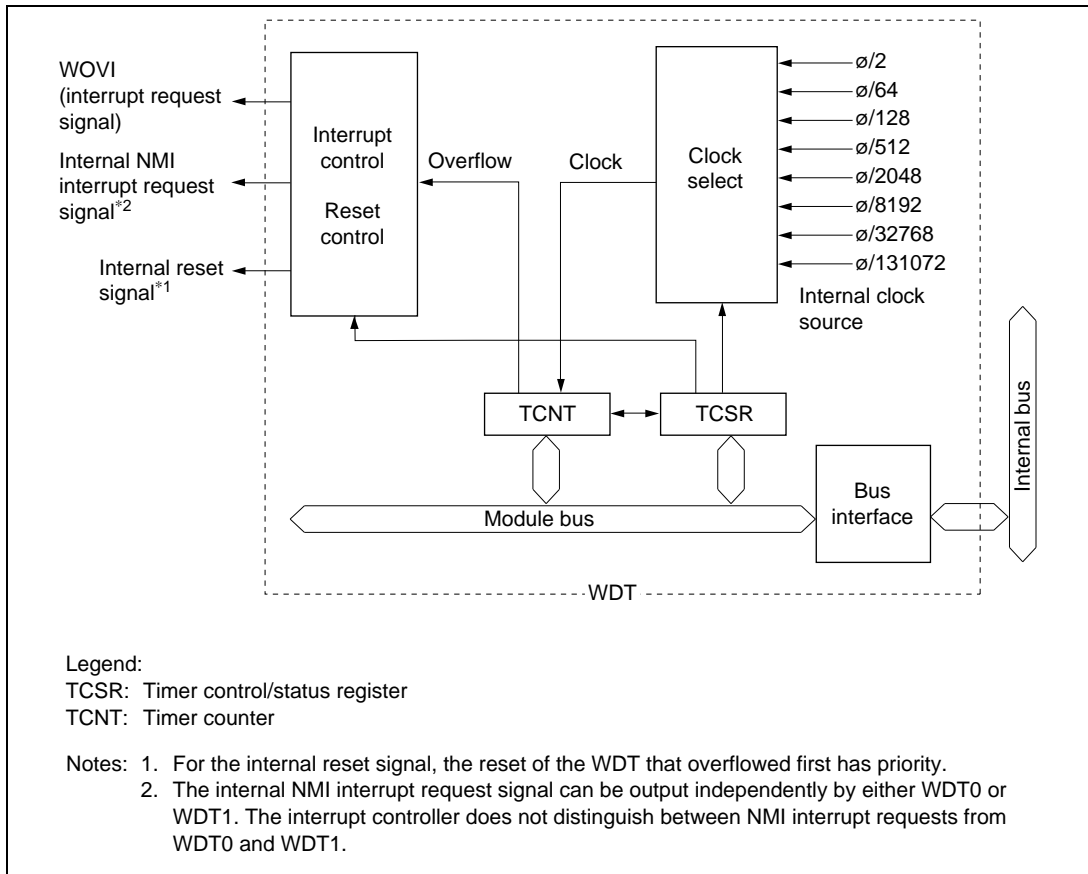 WOVI
(interrupt request
signal)
Internal NMI
interrupt request
signal*2
Internal reset
signal*1
Interrupt
control
Reset
control
Overflow
Clock
Clock
select
ø/2
ø/64
ø/128
ø/512
ø/2048
ø/8192
ø/32768
ø/131072
Internal clock
source
TCNT
TCSR
Module bus
Bus
interface
Internal bus
WDT
Legend:
TCSR: Timer control/status register
TCNT: Timer counter
Notes: 1. For the internal reset signal, the reset of the WDT that overflowed first has priority.
2. The internal NMI interrupt request signal can be output independently by either WDT0 or
WDT1. The interrupt controller does not distinguish between NMI interrupt requests from
WDT0 and WDT1.